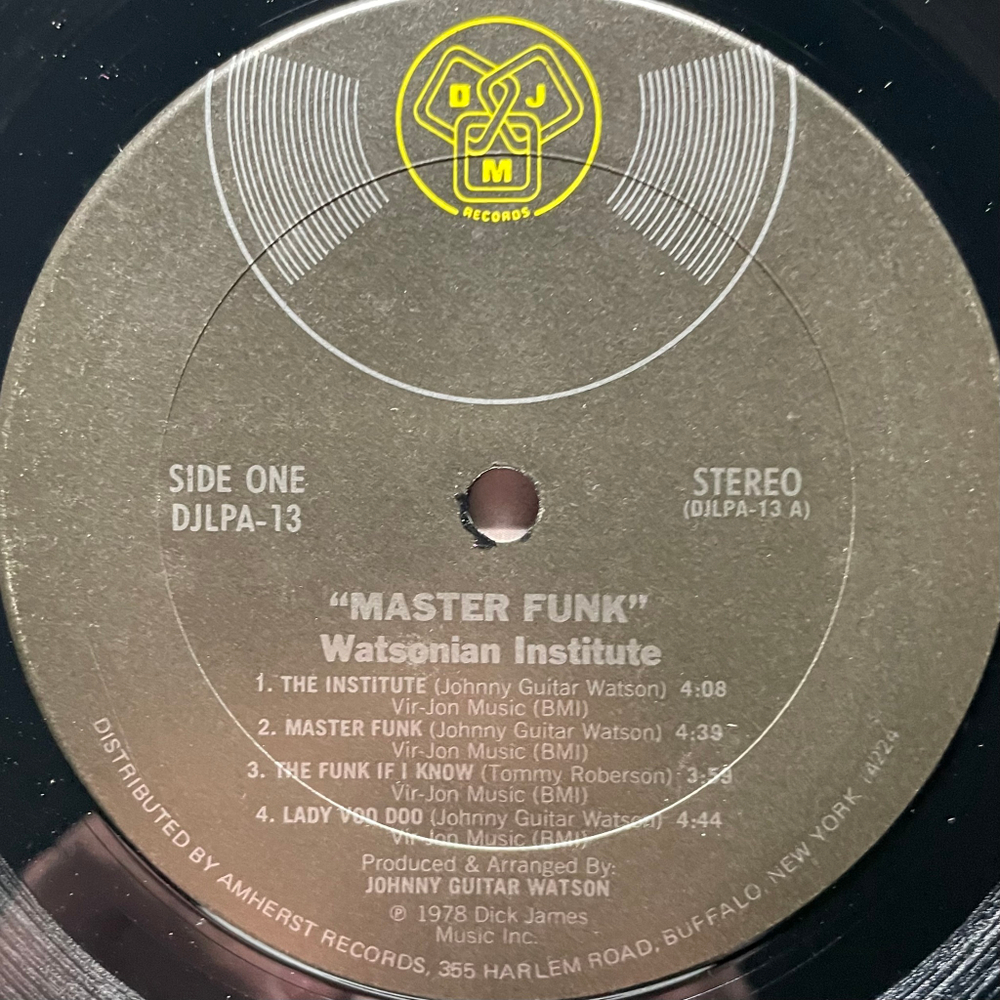 D J
M
RECORDS
SIDE ONE
DJLPA-13
STEREO
(DJLPA-13 A)
“MASTER FUNK”
Watsonian Institute
1. THE INSTITUTE (Johnny Guitar Watson) 4:08
Vir-Jon Music (BMI)
2. MASTER FUNK (Johnny Guitar Watson) 4:39
Vir-Jon Music (BMI)
3. THE FUNK IF I KNOW (Tommy Roberson) 3:59
Vir-Jon Music (BMI)
4. LADY VOO DOO (Johnny Guitar Watson) 4:44
Vir-Jon Music (BMI)
Produced & Arranged By:
JOHNNY GUITAR WATSON
℗ 1978 Dick James
Music Inc.
DISTRIBUTED BY AMHERST RECORDS, 355 HARLEM ROAD, BUFFALO, NEW YORK 14224